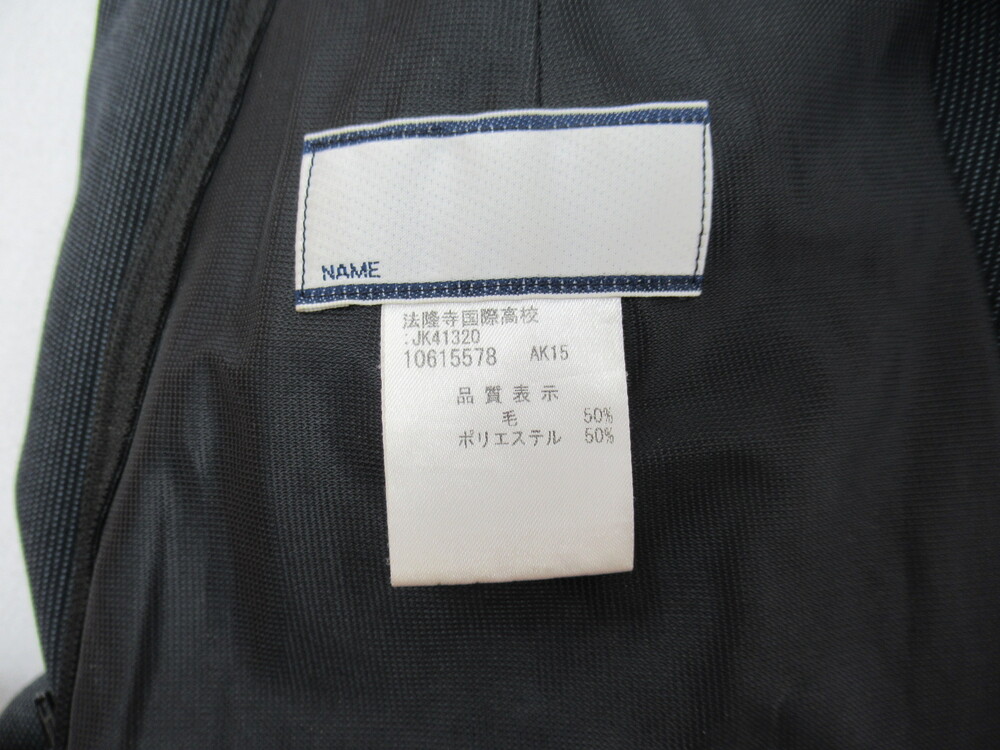 NAME
法隆寺国際高校
:JK41320
10615578 AK15
品質表示
毛 50%
ポリエステル 50%